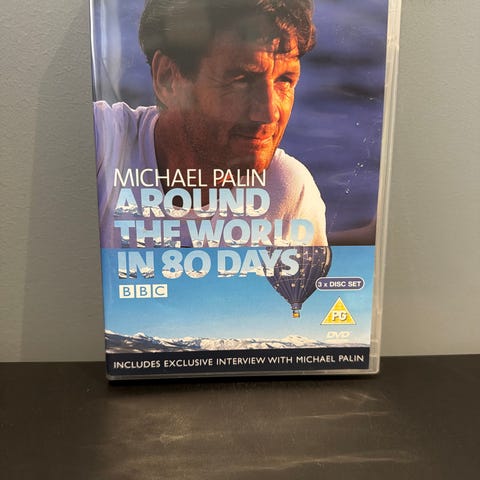 MICHAEL PALIN
AROUND
THE WORLD
IN 80 DAYS
BBC
3 x DISC SET
PG
DVD
INCLUDES EXCLUSIVE INTERVIEW WITH MICHAEL PALIN